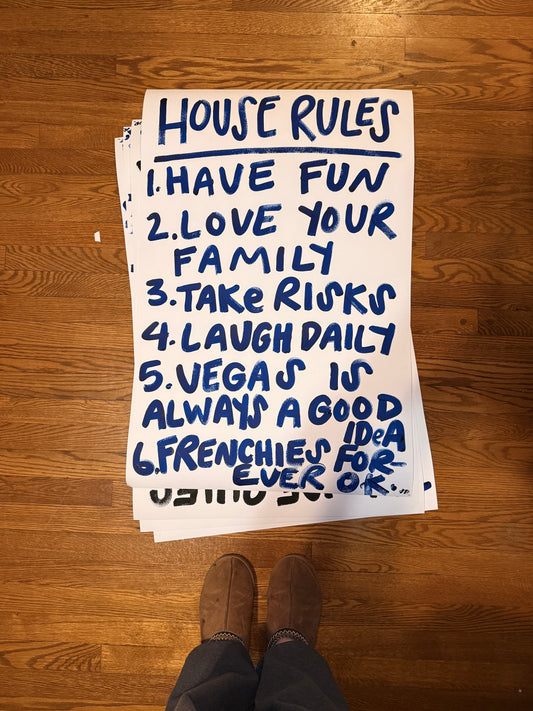 HOUSE RULES
1. HAVE FUN
2. LOVE YOUR
FAMILY
3. TAKe RISKS
4. LAUGH DAILY
5. VEGAS IS
ALWAYS A GOOD
IDeA
6. FRENCHIES FOR-
EVER OK.